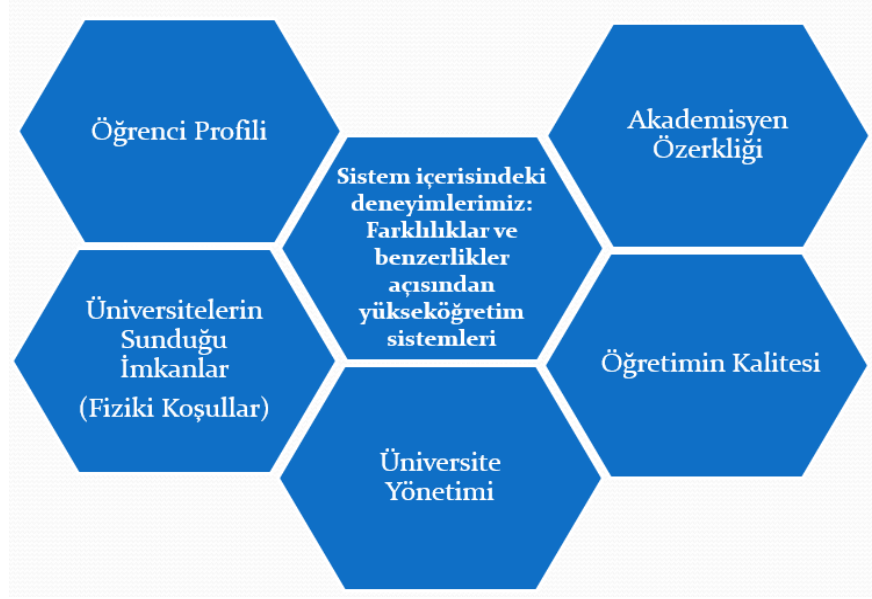 Öğrenci Profili
Akademisyen
Özerkliği
Sistem içerisindeki
deneyimlerimiz:
Farklılıklar ve
benzerlikler
açısından
yükseköğretim
sistemleri
Üniversitelerin
Sunduğu
İmkanlar
(Fiziki Koşullar)
Öğretimin Kalitesi
Üniversite
Yönetimi